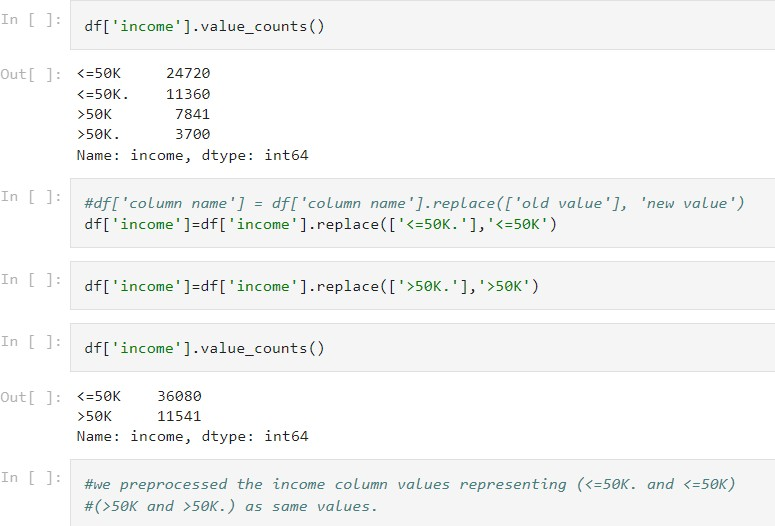 In [ ]: df['income'].value_counts()
Out[ ]: <=50K 24720
<=50K. 11360
>50K 7841
>50K. 3700
Name: income, dtype: int64
In [ ]: #df['column name'] = df['column name'].replace(['old value'], 'new value')
df['income']=df['income'].replace(['<=50K.'],'<=50K')
In [ ]: df['income']=df['income'].replace(['>50K.'],'>50K')
In [ ]: df['income'].value_counts()
Out[ ]: <=50K 36080
>50K 11541
Name: income, dtype: int64
In [ ]: #we preprocessed the income column values representing (<=50K. and <=50K)
#(>50K and >50K.) as same values.